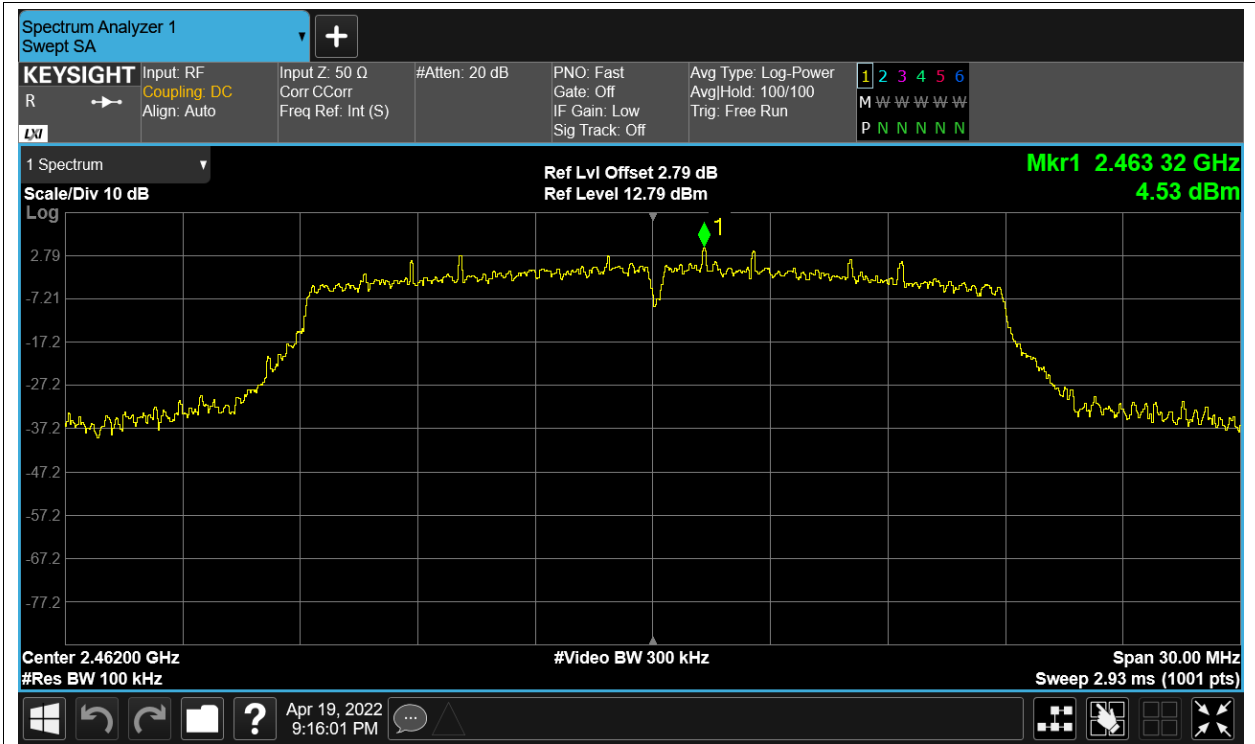 Spectrum Analyzer 1
Swept SA
KEYSIGHT
R
LXI
Input: RF
Coupling: DC
Align: Auto
Input Z: 50 Ω
Corr CCorr
Freq Ref: Int (S)
#Atten: 20 dB
PNO: Fast
Gate: Off
IF Gain: Low
Sig Track: Off
Avg Type: Log-Power
Avg|Hold: 100/100
Trig: Free Run
1 2 3 4 5 6
M W W W W W
P N N N N N
1 Spectrum
Scale/Div 10 dB
Log
Ref Lvl Offset 2.79 dB
Ref Level 12.79 dBm
Mkr1 2.463 32 GHz
4.53 dBm
1
2.79
-7.21
-17.2
-27.2
-37.2
-47.2
-57.2
-67.2
-77.2
Center 2.46200 GHz
#Video BW 300 kHz
Span 30.00 MHz
#Res BW 100 kHz
Sweep 2.93 ms (1001 pts)
?
Apr 19, 2022
9:16:01 PM